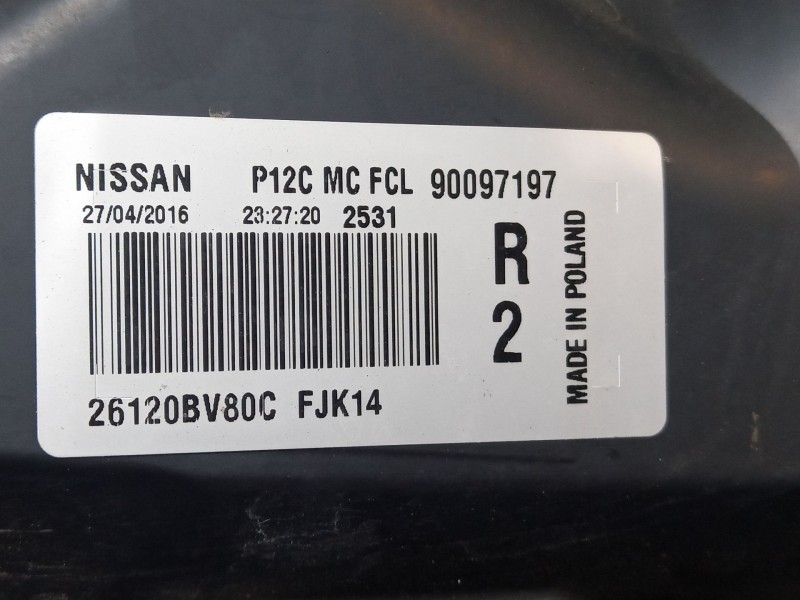 NiSSAN P12C MC FCL 90097197
27/04/2016 23:27:20 2531
R
2
26120BV80C FJK14
MADE IN POLAND